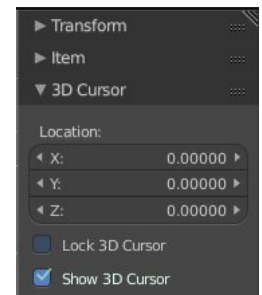 Transform
Item
3D Cursor
Location:
X: 0.00000
Y: 0.00000
Z: 0.00000
Lock 3D Cursor
Show 3D Cursor